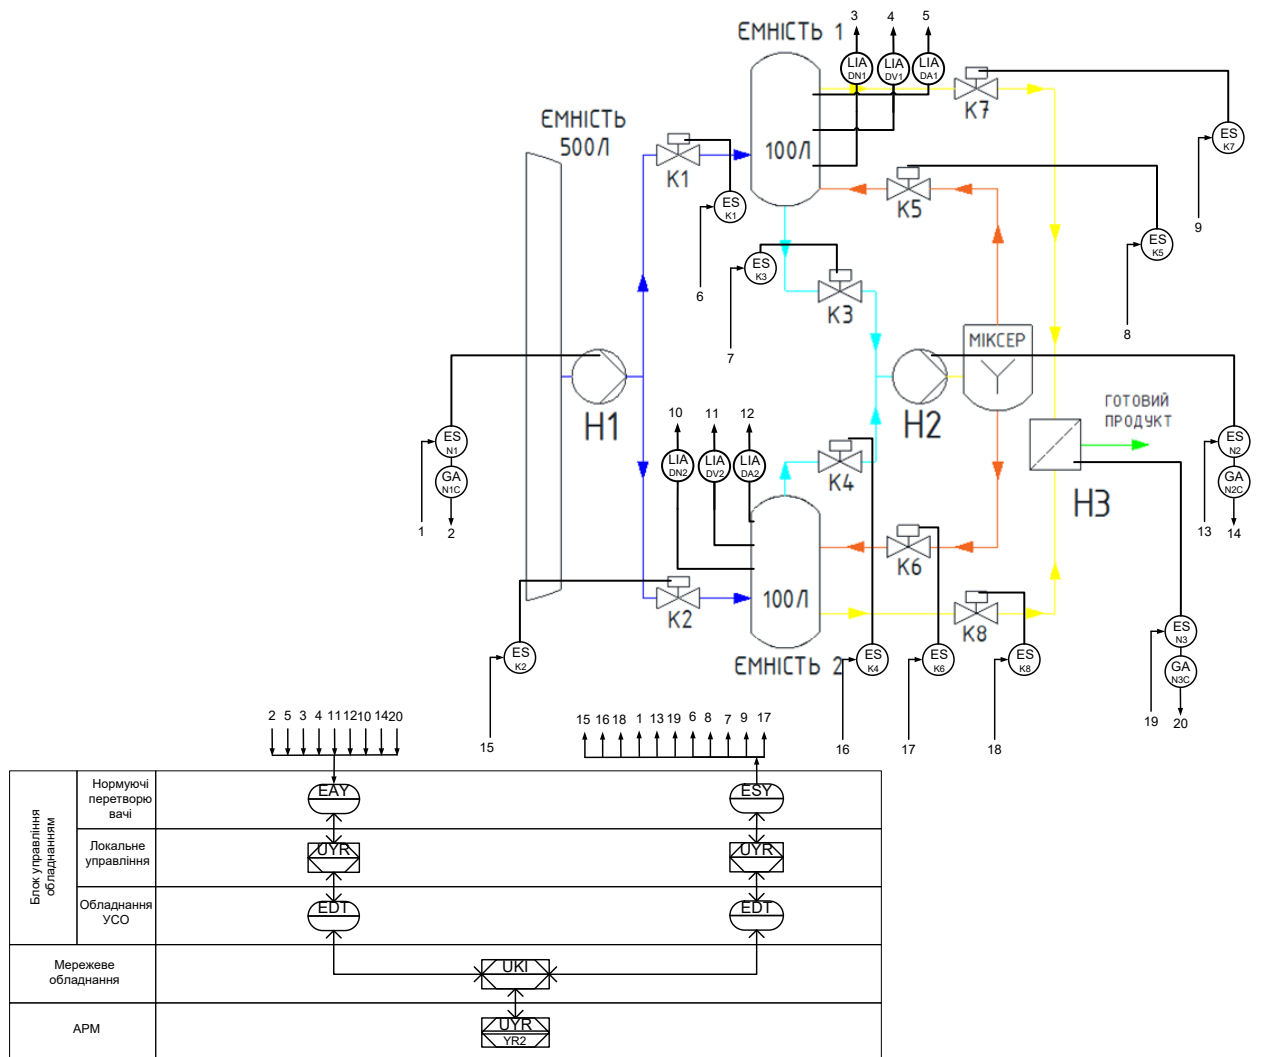 ЄМНІСТЬ 1
3
4
5
LIA
DN1
LIA
DV1
LIA
DA1
K7
ES
K7
9
ЄМНІСТЬ
500Л
K1
100Л
ES
K1
6
K5
ES
K5
8
ES
K3
7
K3
МІКСЕР
H1
H2
ГОТОВИЙ
ПРОДУКТ
ES
N1
GA
N1C
1
2
10
11
12
LIA
DN2
LIA
DV2
LIA
DA2
K4
ES
N2
GA
N2C
13
14
H3
K6
K2
100Л
K8
ES
K2
15
ЄМНІСТЬ 2
ES
K4
16
ES
K6
17
ES
K8
18
ES
N3
GA
N3C
19
20
2 5 3 4 11 12 10 14 20
15 16 18 1 13 19 6 8 7 9 17
Блок управління
обладнанням
Нормуючі
перетворю
вачі
EAY
ESY
Локальне
управління
UYR
UYR
Обладнання
УСО
EDT
EDT
Мережеве
обладнання
UKI
АРМ
UYR
YR2